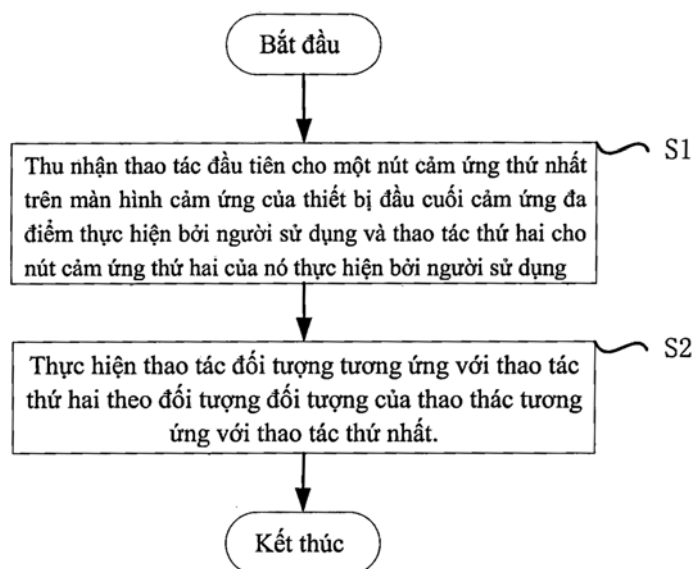 Bắt đầu
S1
Thu nhận thao tác đầu tiên cho một nút cảm ứng thứ nhất
trên màn hình cảm ứng của thiết bị đầu cuối cảm ứng đa
điểm thực hiện bởi người sử dụng và thao tác thứ hai cho
nút cảm ứng thứ hai của nó thực hiện bởi người sử dụng
S2
Thực hiện thao tác đối tượng tương ứng với thao tác
thứ hai theo đối tượng đối tượng của thao thác tương
ứng với thao tác thứ nhất.
Kết thúc